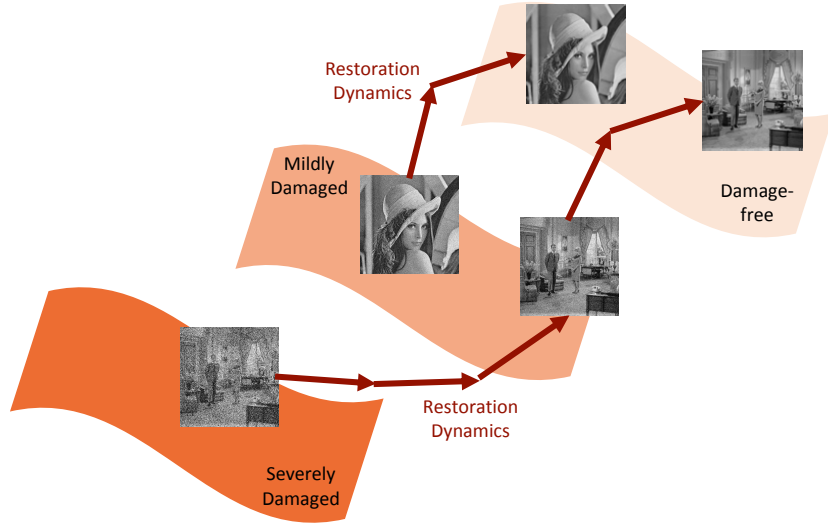 Restoration
Dynamics
Mildly
Damaged
Damage-
free
Restoration
Dynamics
Severely
Damaged